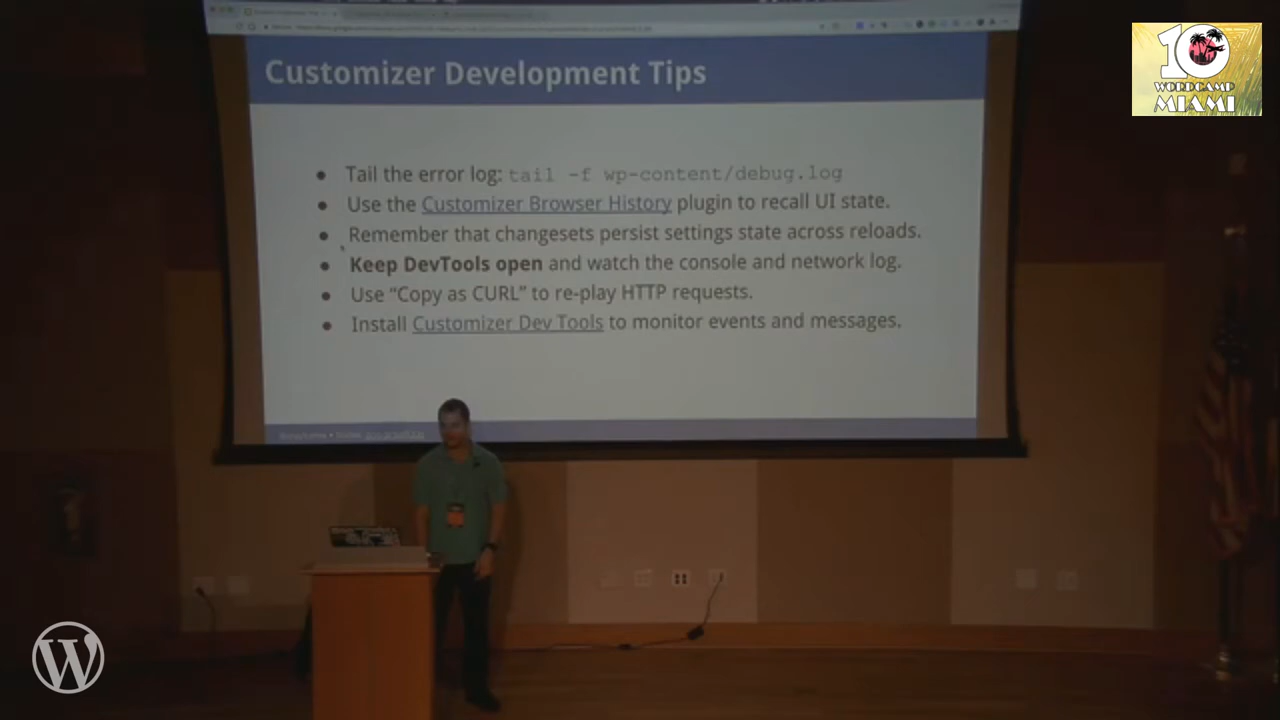 Customizer Development Tips
Tail the error log: tail -f wp-content/debug.log
Use the Customizer Browser History plugin to recall UI state.
Remember that changesets persist settings state across reloads.
Keep DevTools open and watch the console and network log.
Use “Copy as CURL” to re-play HTTP requests.
Install Customizer Dev Tools to monitor events and messages.
10
WORDCAMP
MIAMI
W